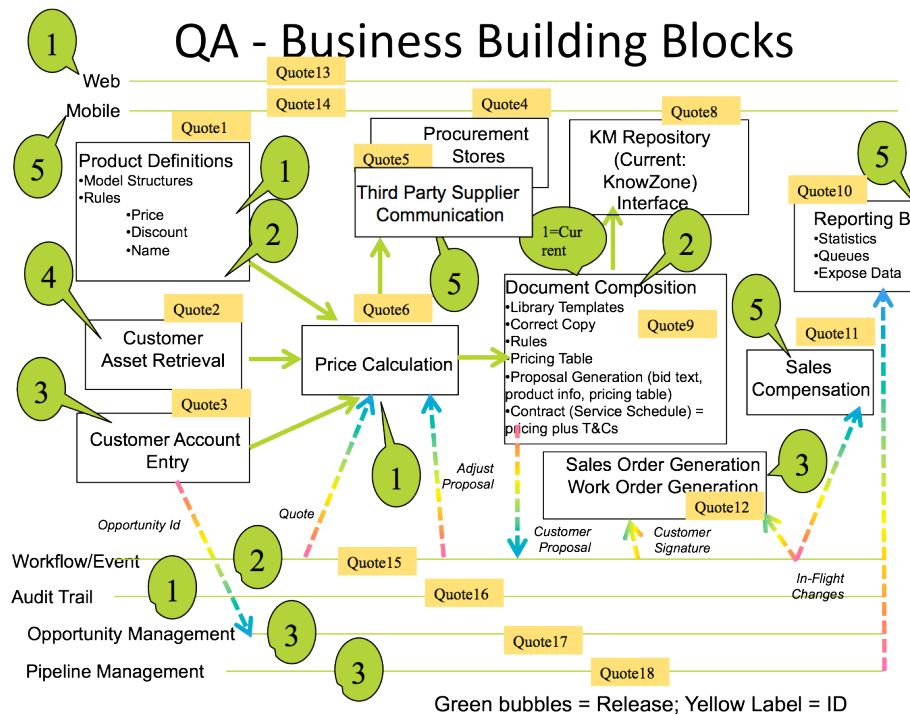 QA - Business Building Blocks
1
Web
Quote13
Mobile
Quote14
5
Quote1
Product Definitions
•Model Structures
•Rules
•Price
•Discount
•Name
1
2
Quote4
Procurement
Stores
Quote5
Third Party Supplier
Communication
5
Quote8
KM Repository
(Current:
KnowZone)
Interface
5
Quote10
Reporting B
•Statistics
•Queues
•Expose Data
1=Cur
rent
2
4
Quote2
Customer
Asset Retrieval
Quote6
Price Calculation
1
Document Composition
•Library Templates
•Correct Copy
•Rules
•Pricing Table
•Proposal Generation (bid text,
product info, pricing table)
•Contract (Service Schedule) =
pricing plus T&Cs
Quote9
5
Quote11
Sales
Compensation
3
Quote3
Customer Account
Entry
Sales Order Generation
Work Order Generation
3
Quote12
Opportunity Id
Quote
Adjust
Proposal
Customer
Proposal
Customer
Signature
In-Flight
Changes
Workflow/Event
2
Quote15
Audit Trail
1
Quote16
Opportunity Management
3
Quote17
Pipeline Management
3
Quote18
Green bubbles = Release; Yellow Label = ID